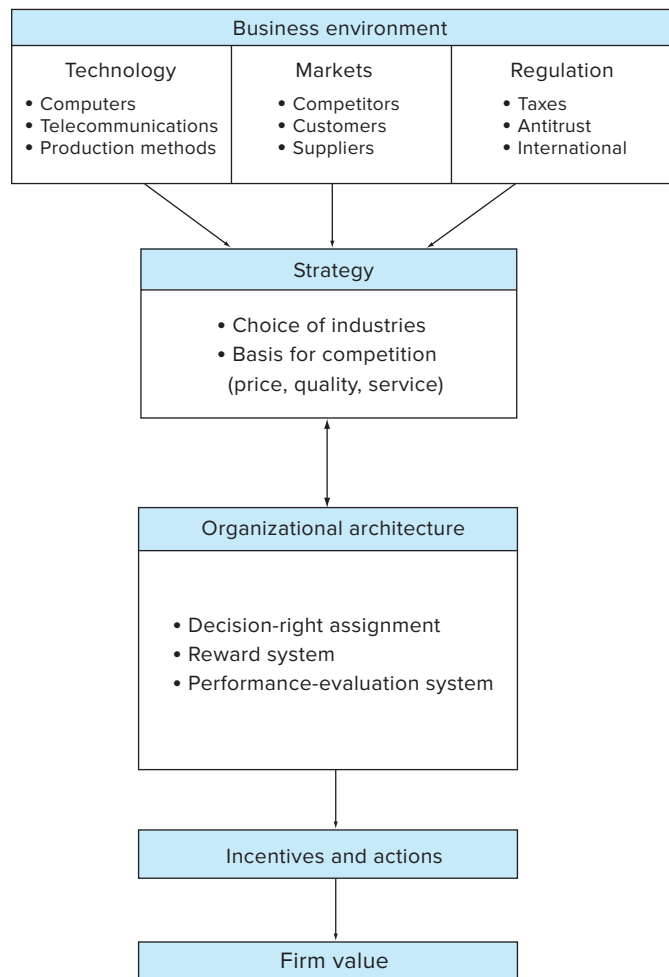 Business environment
Technology
• Computers
• Telecommunications
• Production methods
Markets
• Competitors
• Customers
• Suppliers
Regulation
• Taxes
• Antitrust
• International
Strategy
• Choice of industries
• Basis for competition
(price, quality, service)
Organizational architecture
• Decision-right assignment
• Reward system
• Performance-evaluation system
Incentives and actions
Firm value